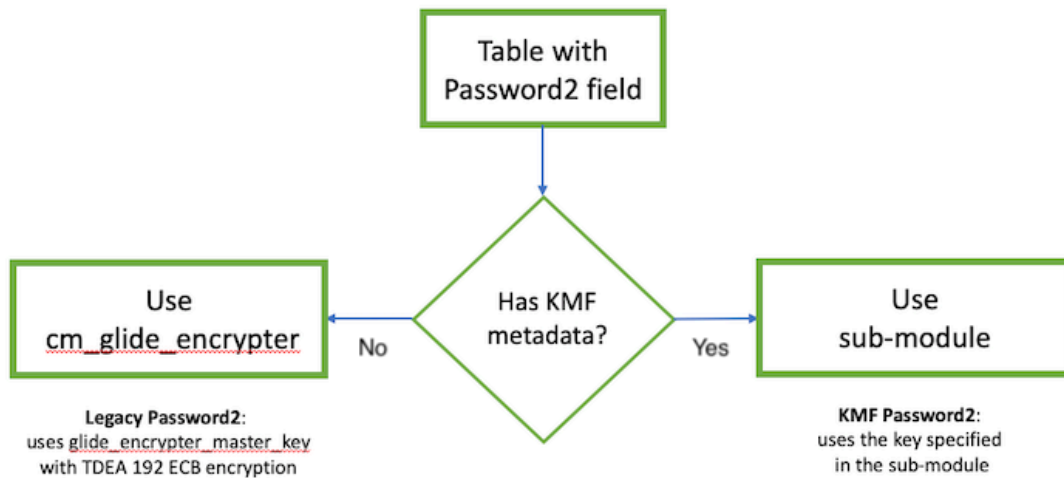 Table with
Password2 field
Has KMF
metadata?
No
Yes
Use
cm_glide_encrypter
Use
sub-module
Legacy Password2:
uses glide_encrypter_master_key
with TDEA 192 ECB encryption
KMF Password2:
uses the key specified
in the sub-module